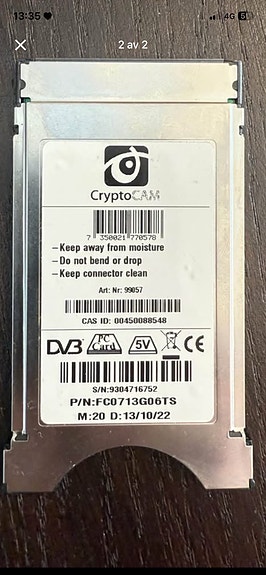 13:35
4G 5
2 av 2
CryptoCAM
7 350021 770578
– Keep away from moisture
– Do not bend or drop
– Keep connector clean
Art: Nr: 99057
CAS ID: 00450088548
DVB PC Card 5V CE
S/N:9304716752
P/N:FC0713G06TS
M:20 D:13/10/22